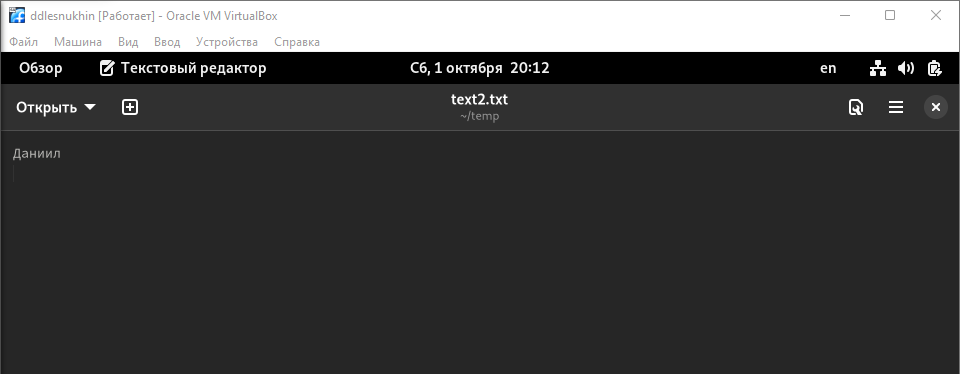 ddlesnukhin [Работает] - Oracle VM VirtualBox
Файл Машина Вид Ввод Устройства Справка
Обзор Текстовый редактор Сб, 1 октября 20:12 en
Открыть text2.txt
~/temp
Даниил